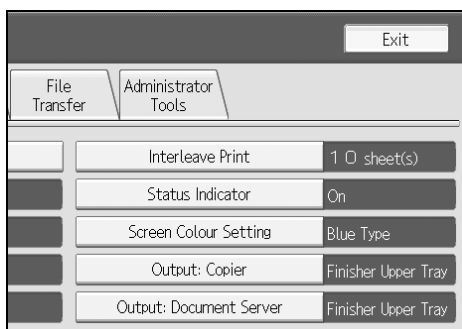 Exit
File
Transfer
Administrator
Tools
Interleave Print
10 sheet(s)
Status Indicator
On
Screen Colour Setting
Blue Type
Output: Copier
Finisher Upper Tray
Output: Document Server
Finisher Upper Tray